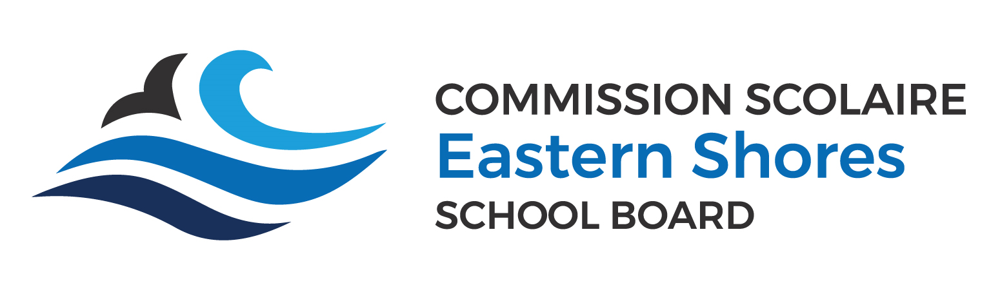 COMMISSION SCOLAIRE
Eastern Shores
SCHOOL BOARD